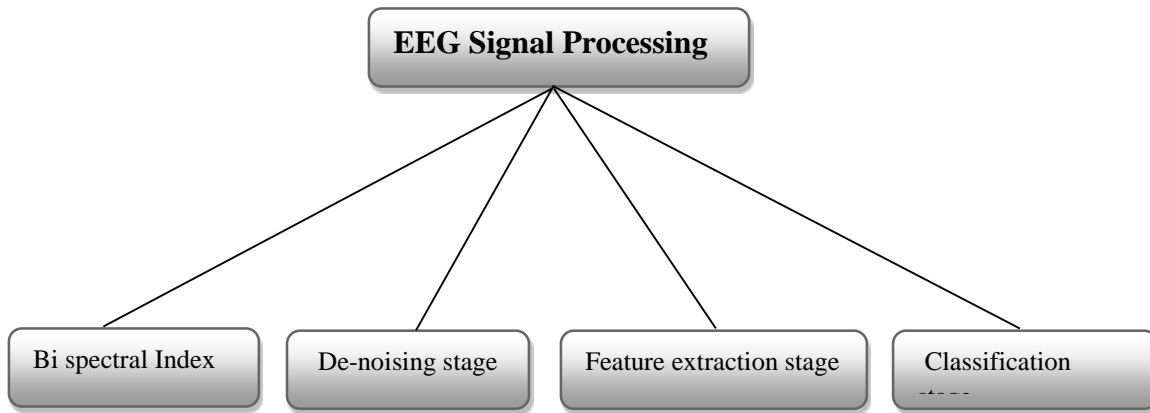 EEG Signal Processing
Bi spectral Index
De-noising stage
Feature extraction stage
Classification